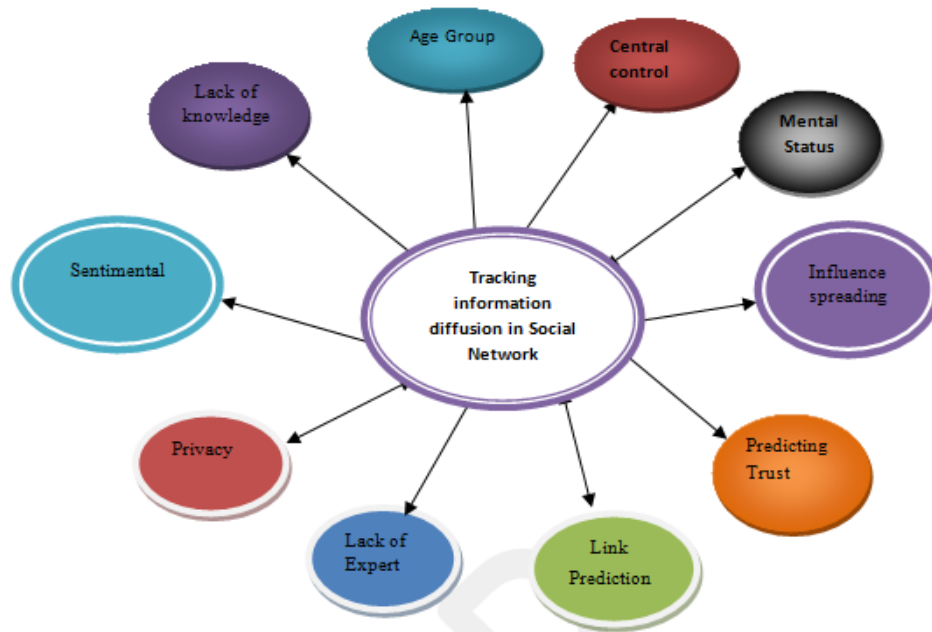 Age Group
Central
control
Lack of
knowledge
Mental
Status
Sentimental
Tracking
information
diffusion in Social
Network
Influence
spreading
Privacy
Predicting
Trust
Lack of
Expert
Link
Prediction